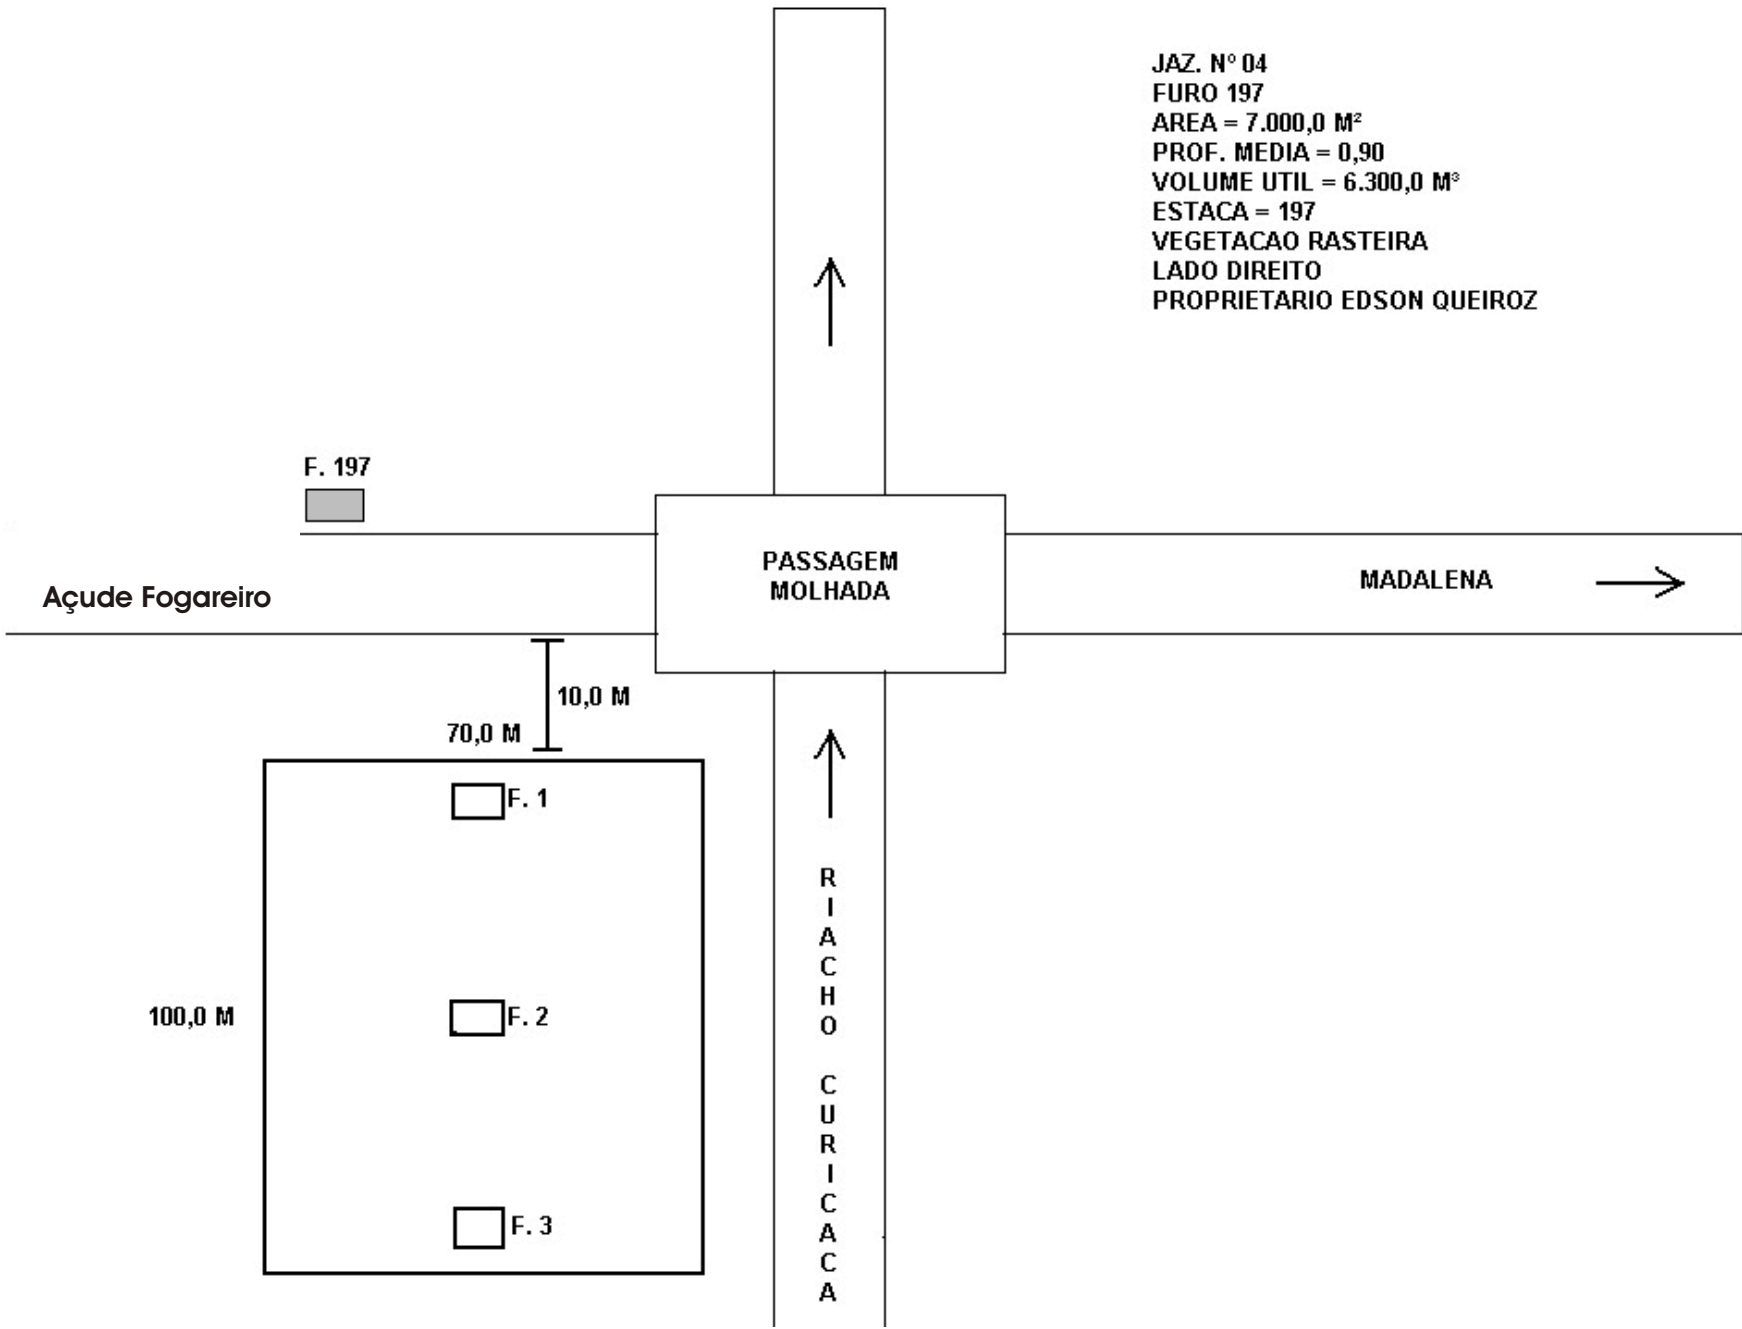 JAZ. Nº 04
FURO 197
AREA = 7.000,0 M²
PROF. MEDIA = 0,90
VOLUME UTIL = 6.300,0 M³
ESTACA = 197
VEGETACAO RASTEIRA
LADO DIREITO
PROPRIETARIO EDSON QUEIROZ
F. 197
PASSAGEM
MOLHADA
Açude Fogareiro
MADALENA
10,0 M
70,0 M
F. 1
100,0 M
F. 2
F. 3
RIACHO CURICACA